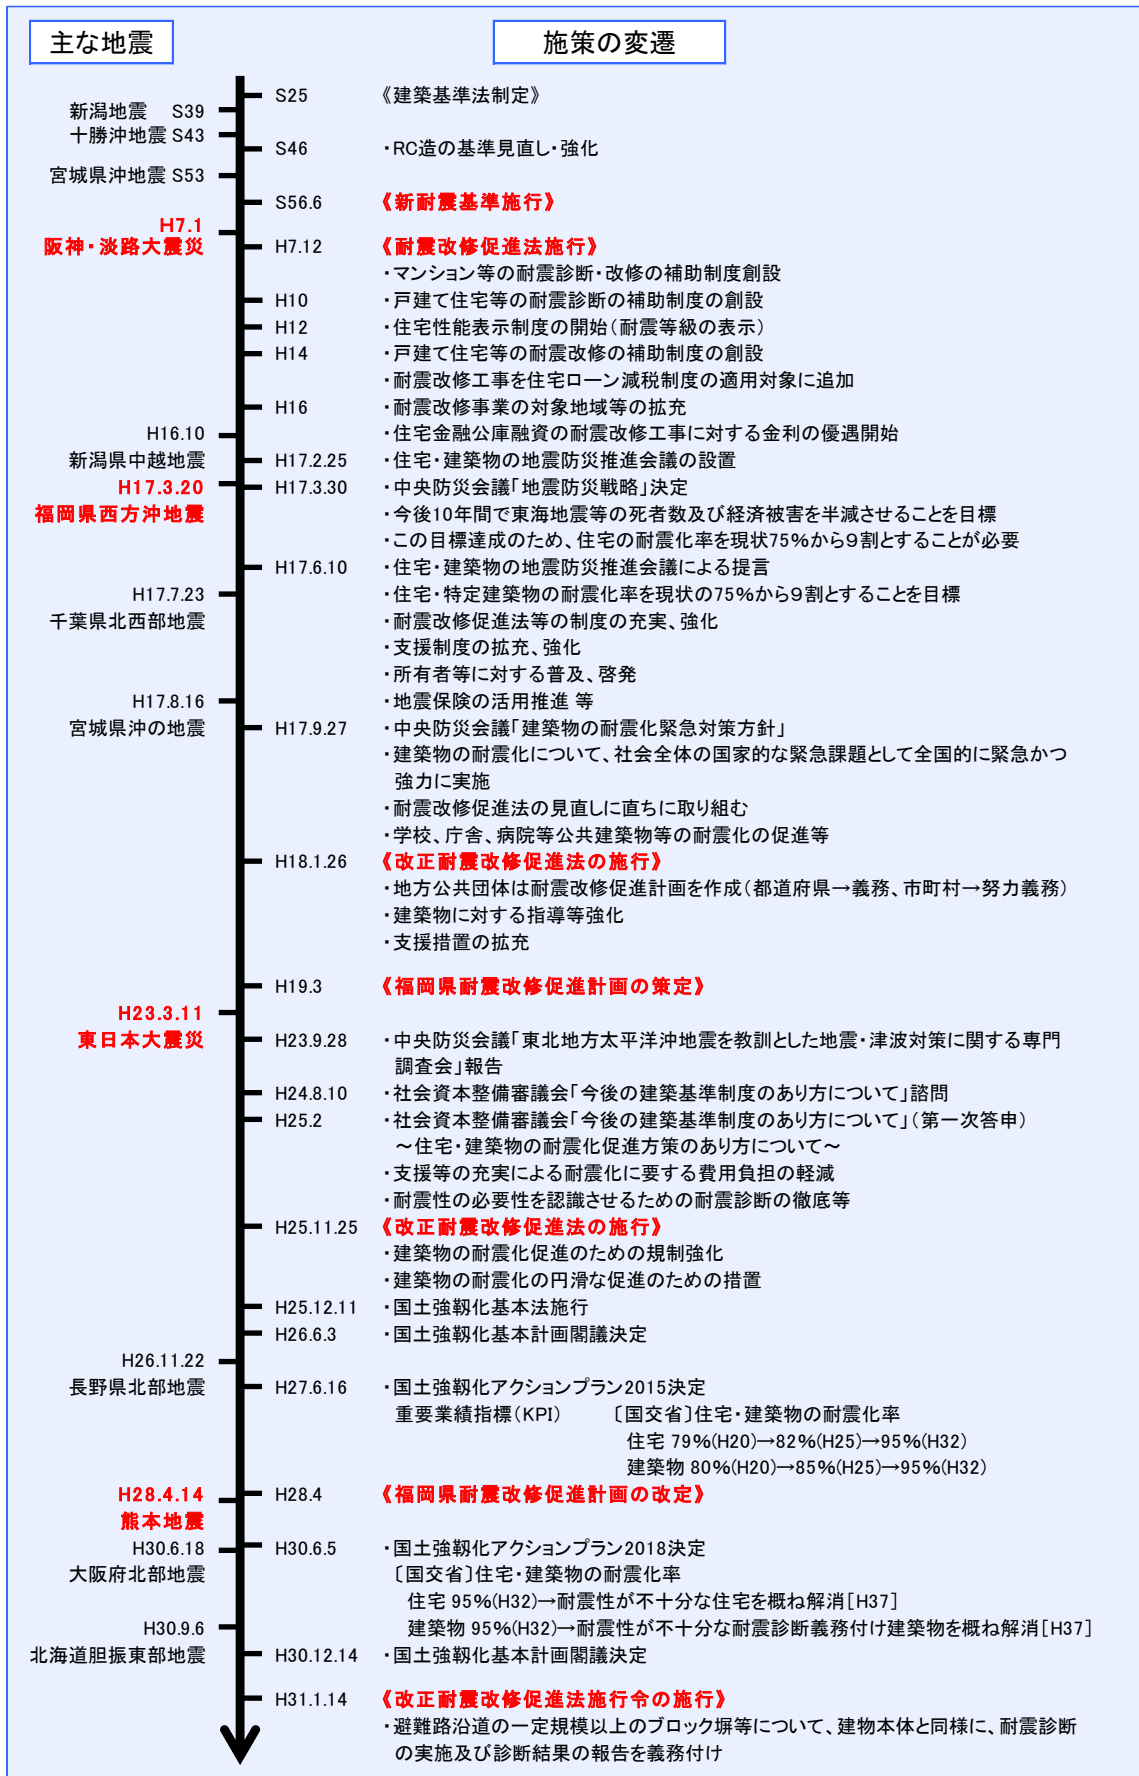 主な地震
施策の変遷
S25 《建築基準法制定》
新潟地震 S39
十勝沖地震 S43
S46 ・RC造の基準見直し・強化
宮城県沖地震 S53
S56.6 《新耐震基準施行》
H7.1
阪神・淡路大震災
H7.12 《耐震改修促進法施行》
・マンション等の耐震診断・改修の補助制度創設
H10 ・戸建て住宅等の耐震診断の補助制度の創設
H12 ・住宅性能表示制度の開始(耐震等級の表示)
H14 ・戸建て住宅等の耐震改修の補助制度の創設
・耐震改修工事を住宅ローン減税制度の適用対象に追加
H16 ・耐震改修事業の対象地域等の拡充
H16.10
・住宅金融公庫融資の耐震改修工事に対する金利の優遇開始
新潟県中越地震
H17.2.25 ・住宅・建築物の地震防災推進会議の設置
H17.3.20
H17.3.30 ・中央防災会議「地震防災戦略」決定
福岡県西方沖地震
・今後10年間で東海地震等の死者数及び経済被害を半減させることを目標
・この目標達成のため、住宅の耐震化率を現状75%から9割とすることが必要
H17.6.10 ・住宅・建築物の地震防災推進会議による提言
H17.7.23
・住宅・特定建築物の耐震化率を現状の75%から9割とすることを目標
千葉県北西部地震
・耐震改修促進法等の制度の充実、強化
・支援制度の拡充、強化
・所有者等に対する普及、啓発
H17.8.16
・地震保険の活用推進 等
宮城県沖の地震
H17.9.27 ・中央防災会議「建築物の耐震化緊急対策方針」
・建築物の耐震化について、社会全体の国家的な緊急課題として全国的に緊急かつ
強力に実施
・耐震改修促進法の見直しに直ちに取り組む
・学校、庁舎、病院等公共建築物等の耐震化の促進等
H18.1.26 《改正耐震改修促進法の施行》
・地方公共団体は耐震改修促進計画を作成(都道府県→義務、市町村→努力義務)
・建築物に対する指導等強化
・支援措置の拡充
H19.3 《福岡県耐震改修促進計画の策定》
H23.3.11
東日本大震災
H23.9.28 ・中央防災会議「東北地方太平洋沖地震を教訓とした地震・津波対策に関する専門
調査会」報告
H24.8.10 ・社会資本整備審議会「今後の建築基準制度のあり方について」諮問
H25.2 ・社会資本整備審議会「今後の建築基準制度のあり方について」(第一次答申)
~住宅・建築物の耐震化促進方策のあり方について~
・支援等の充実による耐震化に要する費用負担の軽減
・耐震性の必要性を認識させるための耐震診断の徹底等
H25.11.25 《改正耐震改修促進法の施行》
・建築物の耐震化促進のための規制強化
・建築物の耐震化の円滑な促進のための措置
H25.12.11 ・国土強靱化基本法施行
H26.6.3 ・国土強靱化基本計画閣議決定
H26.11.22
長野県北部地震
H27.6.16 ・国土強靱化アクションプラン2015決定
重要業績指標(KPI) 〔国交省〕住宅・建築物の耐震化率
住宅 79%(H20)→82%(H25)→95%(H32)
建築物 80%(H20)→85%(H25)→95%(H32)
H28.4.14
H28.4 《福岡県耐震改修促進計画の改定》
熊本地震
H30.6.18
H30.6.5 ・国土強靱化アクションプラン2018決定
大阪府北部地震
〔国交省〕住宅・建築物の耐震化率
住宅 95%(H32)→耐震性が不十分な住宅を概ね解消[H37]
H30.9.6
建築物 95%(H32)→耐震性が不十分な耐震診断義務付け建築物を概ね解消[H37]
北海道胆振東部地震
H30.12.14 ・国土強靱化基本計画閣議決定
H31.1.14 《改正耐震改修促進法施行令の施行》
・避難路沿道の一定規模以上のブロック塀等について、建物本体と同様に、耐震診断
の実施及び診断結果の報告を義務付け